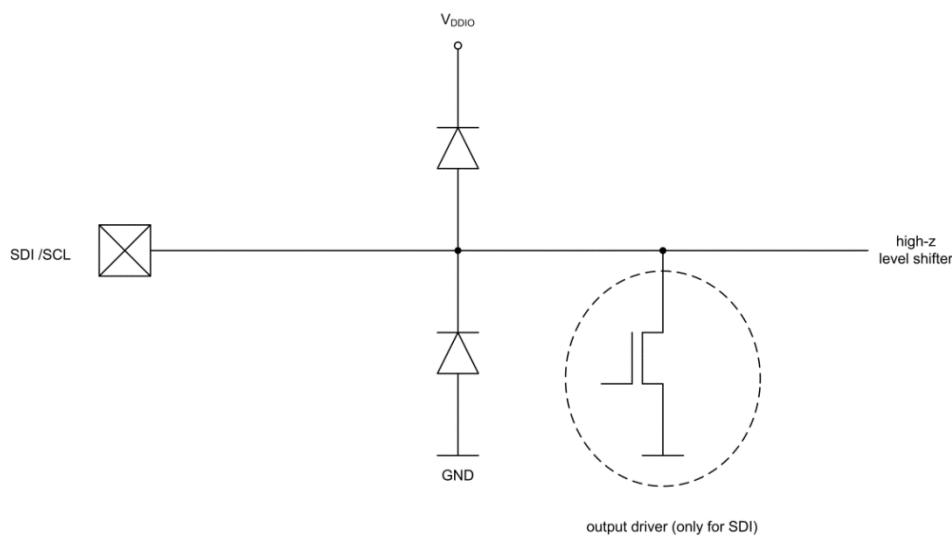 VDDIO
SDI /SCL
high-z
level shifter
GND
output driver (only for SDI)